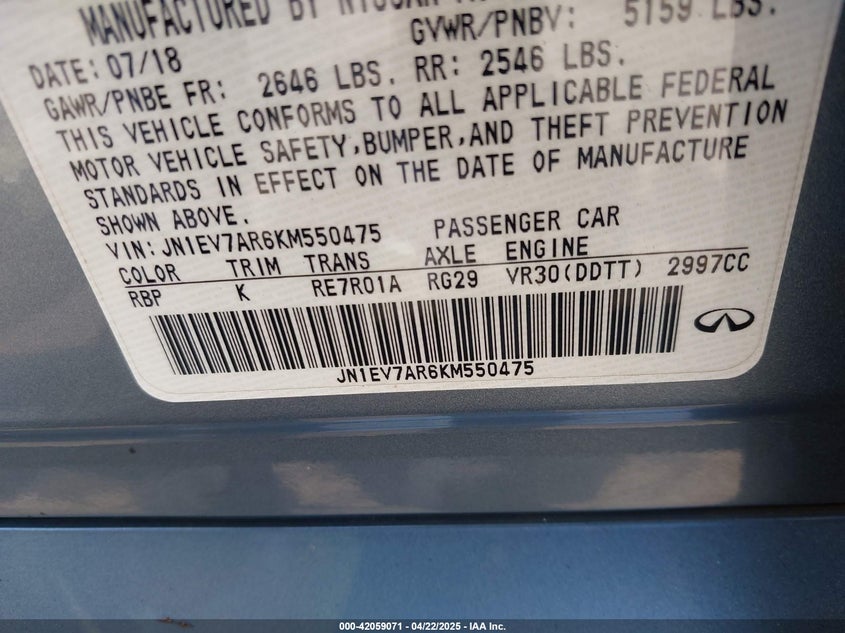 MANUFACTURED BY NISSAN
GVWR/PNBV: 5159 LBS.
DATE: 07/18
GAWR/PNBE FR: 2646 LBS. RR: 2546 LBS.
THIS VEHICLE CONFORMS TO ALL APPLICABLE FEDERAL
MOTOR VEHICLE SAFETY,BUMPER,AND THEFT PREVENTION
STANDARDS IN EFFECT ON THE DATE OF MANUFACTURE
SHOWN ABOVE.
VIN: JN1EV7AR6KM550475 PASSENGER CAR
COLOR TRIM TRANS AXLE ENGINE
RBP K RE7R01A RG29 VR30(DDTT) 2997CC
JN1EV7AR6KM550475
000-42059071 - 04/22/2025 - IAA Inc.